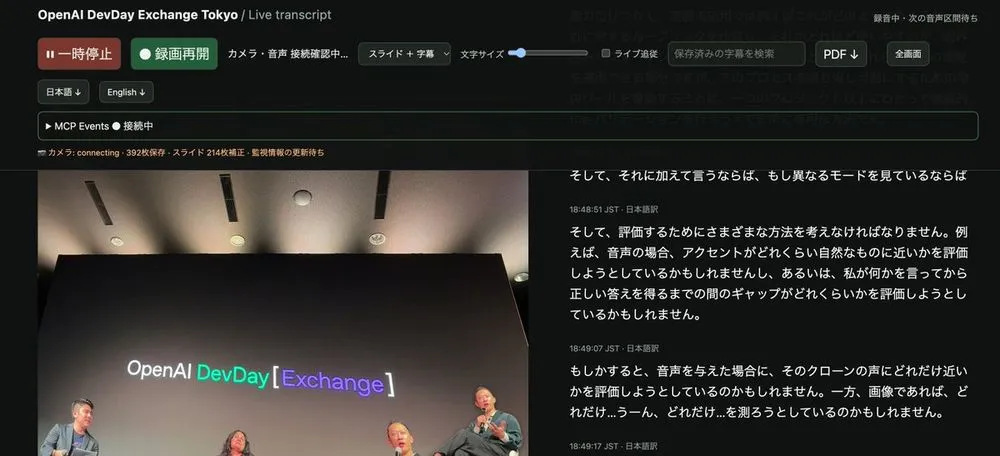 OpenAI DevDay Exchange Tokyo / Live transcript
録音中・次の音声区間待ち
一時停止 録画再開 カメラ・音声 接続確認中... スライド + 字幕 文字サイズ ライブ追従 保存済みの字幕を検索 PDF ↓ 全画面
日本語 ↓ English ↓
▶ MCP Events ● 接続中
カメラ: connecting · 392枚保存 · スライド 214枚補正 · 監視情報の更新待ち
そして、それに加えて言うならば、もし異なるモードを見ているならば
18:48:51 JST · 日本語訳
そして、評価するためにさまざまな方法を考えなければなりません。例
えば、音声の場合、アクセントがどれくらい自然なものに近いかを評価
しようとしているかもしれませんし、あるいは、私が何かを言ってから
正しい答えを得るまでの間のギャップがどれくらいかを評価しようとし
ているかもしれません。
18:49:07 JST · 日本語訳
もしかすると、音声を与えた場合に、そのクローンの声にどれだけ近い
かを評価しようとしているのかもしれません。一方、画像であれば、ど
れだけ...うーん、どれだけ...を測ろうとしているのかもしれません。
18:49:17 JST · 日本語訳
OpenAI DevDay [Exchange]